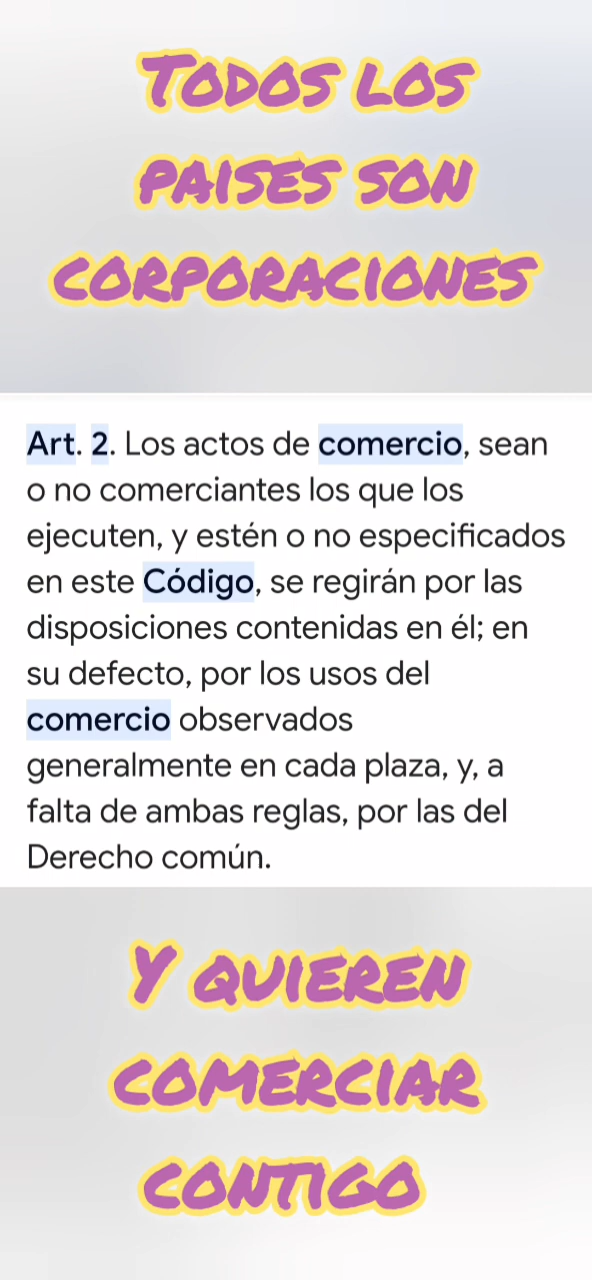 TODOS LOS
PAISES SON
CORPORACIONES
Art. 2. Los actos de comercio, sean
o no comerciantes los que los
ejecuten, y estén o no especificados
en este Código, se regirán por las
disposiciones contenidas en él; en
su defecto, por los usos del
comercio observados
generalmente en cada plaza, y, a
falta de ambas reglas, por las del
Derecho común.
Y QUIEREN
COMERCIAR
CONTIGO